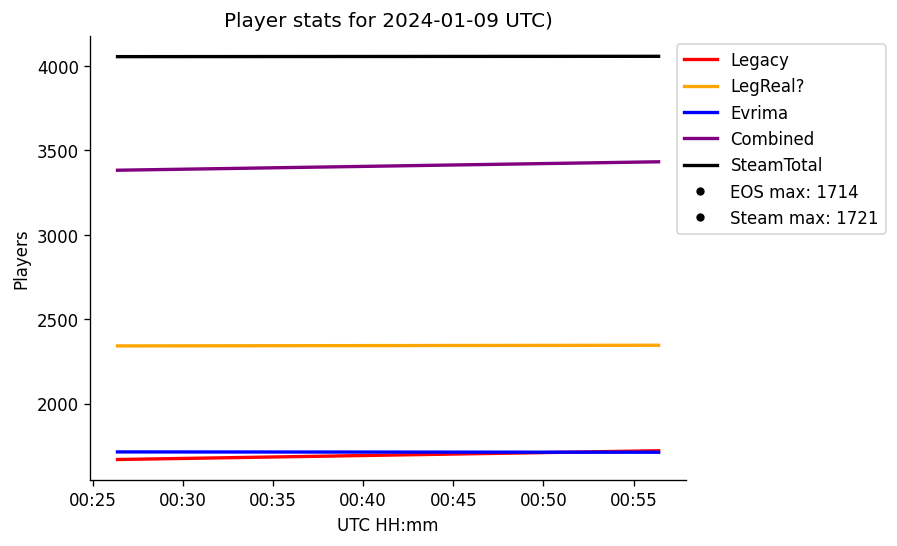 Player stats for 2024-01-09 UTC)
4000
3500
3000
2500
2000
Players
00:25 00:30 00:35 00:40 00:45 00:50 00:55
UTC HH:mm
Legacy
LegReal?
Evrima
Combined
SteamTotal
EOS max: 1714
Steam max: 1721